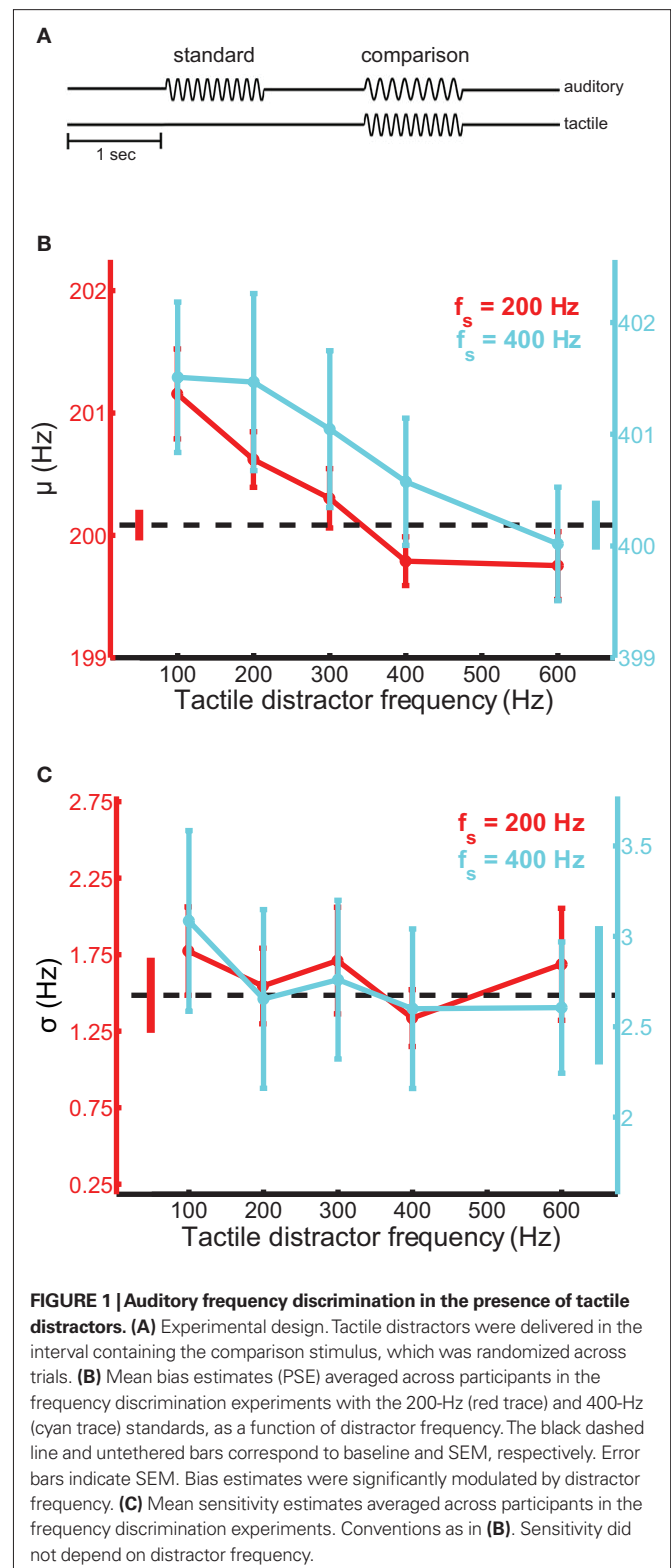 A
standard comparison
auditory
tactile
1 sec
B
202
201
200
199
μ (Hz)
fs = 200 Hz
fs = 400 Hz
402
401
400
399
100 200 300 400 500 600
Tactile distractor frequency (Hz)
C
2.75
2.25
1.75
1.25
0.75
0.25
σ (Hz)
fs = 200 Hz
fs = 400 Hz
3.5
3
2.5
2
100 200 300 400 500 600
Tactile distractor frequency (Hz)
FIGURE 1 | Auditory frequency discrimination in the presence of tactile
distractors. (A) Experimental design. Tactile distractors were delivered in the
interval containing the comparison stimulus, which was randomized across
trials. (B) Mean bias estimates (PSE) averaged across participants in the
frequency discrimination experiments with the 200-Hz (red trace) and 400-Hz
(cyan trace) standards, as a function of distractor frequency. The black dashed
line and untethered bars correspond to baseline and SEM, respectively. Error
bars indicate SEM. Bias estimates were significantly modulated by distractor
frequency. (C) Mean sensitivity estimates averaged across participants in the
frequency discrimination experiments. Conventions as in (B). Sensitivity did
not depend on distractor frequency.